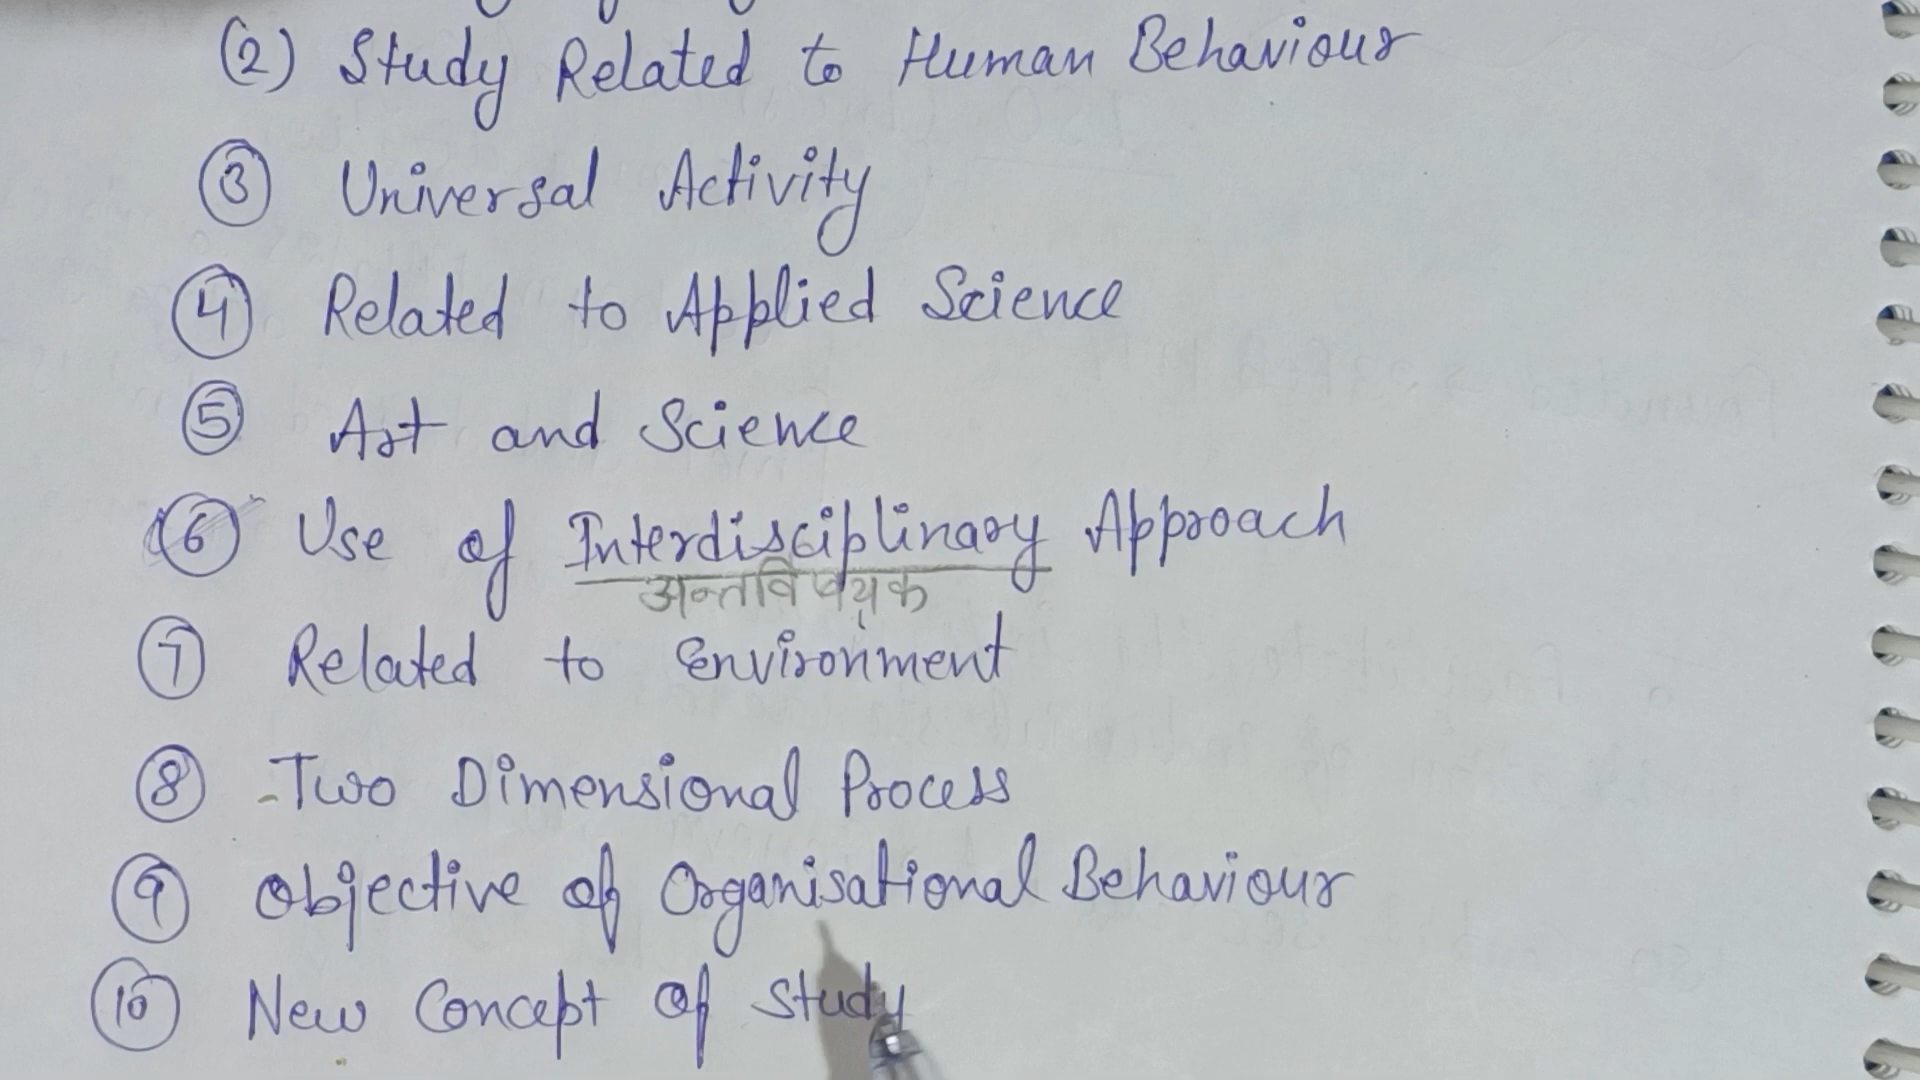 (2) Study Related to Human Behaviour
③ Universal Activity
④ Related to Applied Science
⑤ Art and Science
⑥ Use of Interdisciplinary Approach
अन्तर्विषयक
⑦ Related to Environment
⑧ Two Dimensional Process
⑨ Objective of Organisational Behaviour
⑩ New Concept of Study